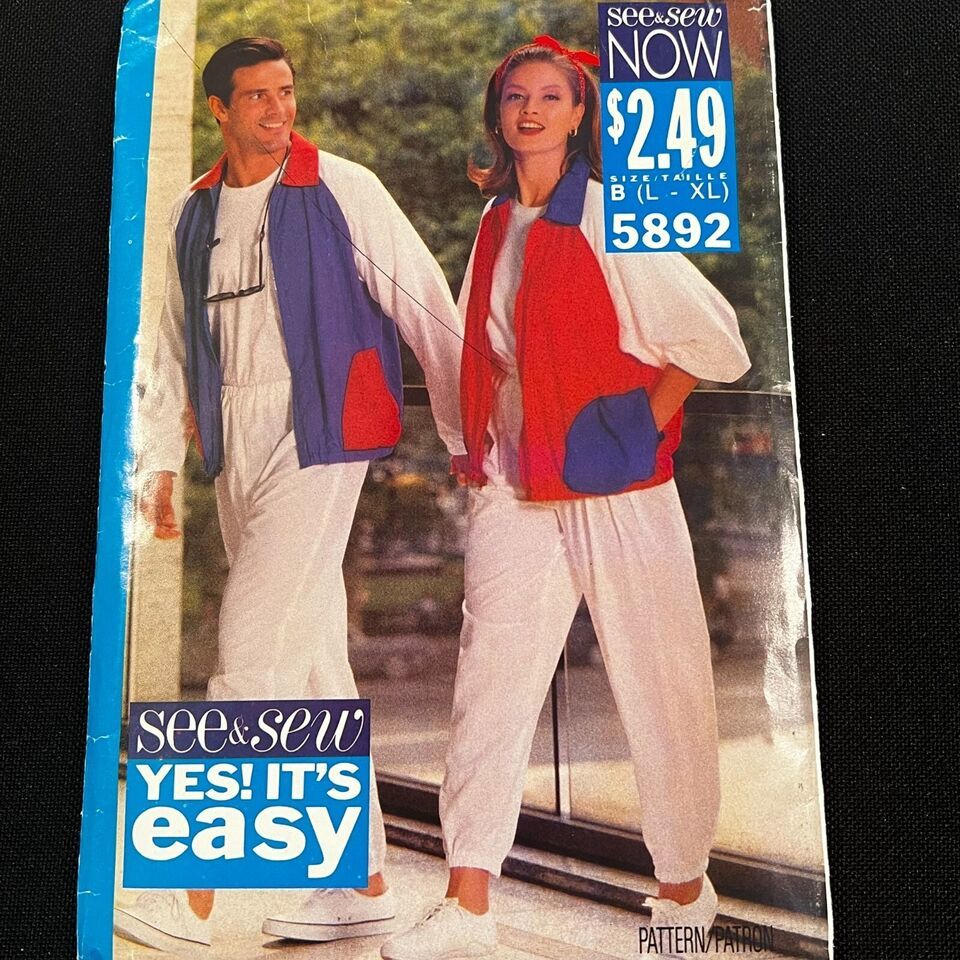 see&sew
NOW
$2.49
SIZE/TAILLE
B (L - XL)
5892
see&sew
YES! IT'S
easy
PATTERN/PATRON